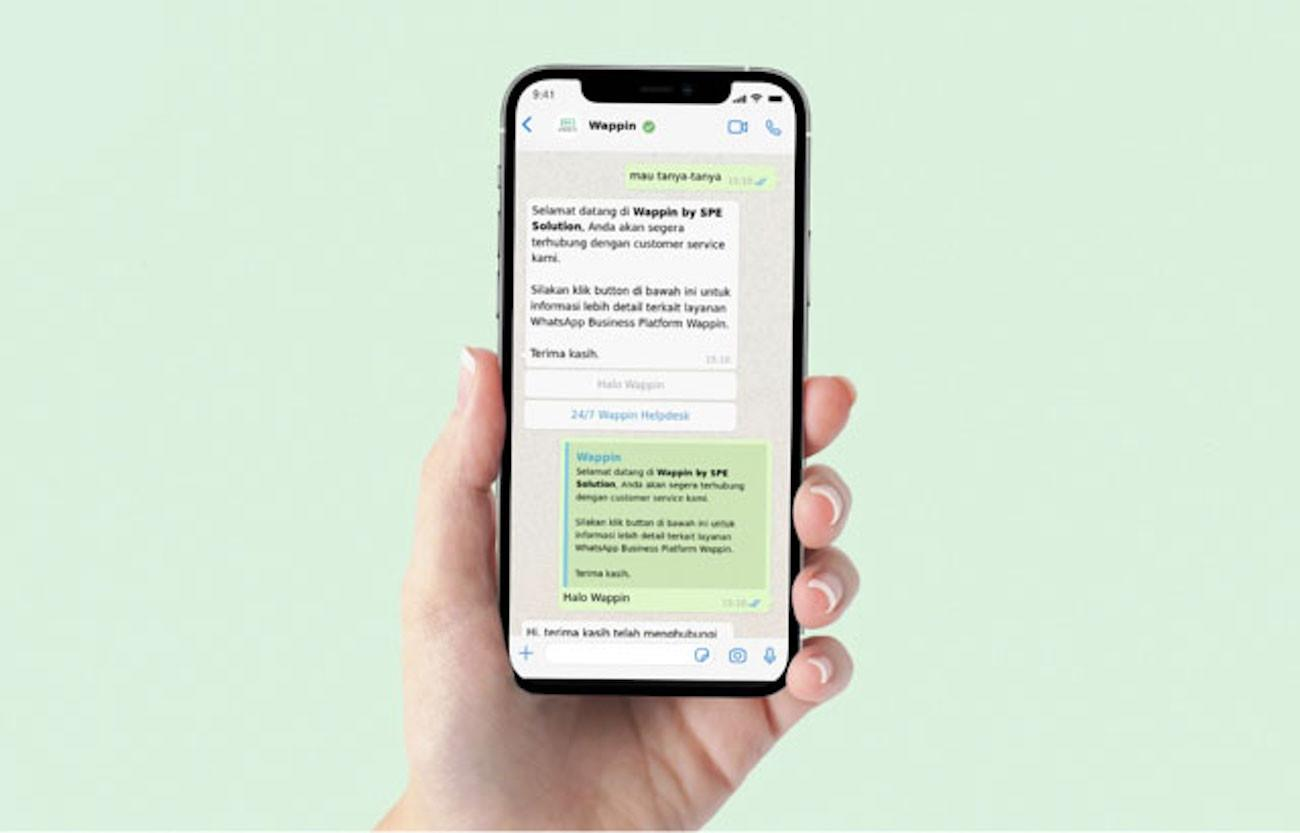 9:41
Wappin
mau tanya-tanya
Selamat datang di Wappin by SPE
Solution, Anda akan segera
terhubung dengan customer service
kami.
Silakan klik button di bawah ini untuk
informasi lebih detail terkait layanan
WhatsApp Business Platform Wappin.
Terima kasih.
Halo Wappin
24/7 Wappin Helpdesk
Wappin
Selamat datang di Wappin by SPE
Solution, Anda akan segera terhubung
dengan customer service kami.
Silakan klik button di bawah ini untuk
informasi lebih detail terkait layanan
WhatsApp Business Platform Wappin.
Terima kasih.
Halo Wappin
Hi, terima kasih telah menghubungi